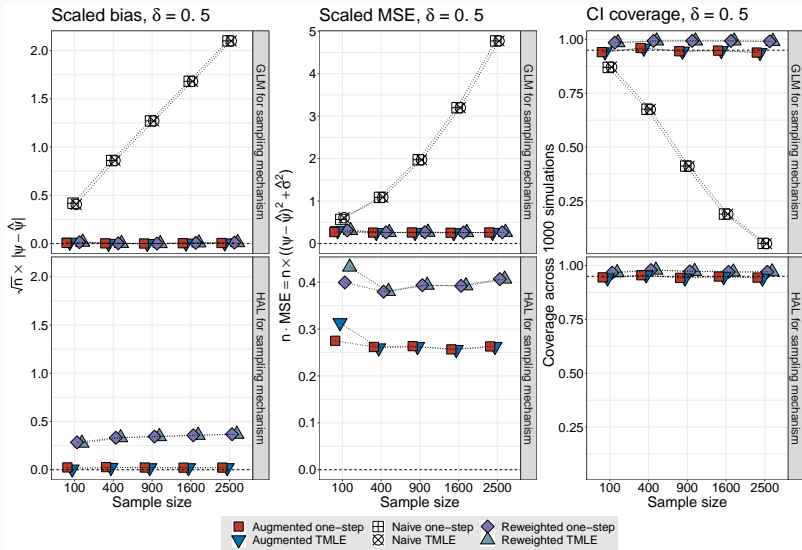 Scaled bias, δ = 0. 5
Scaled MSE, δ = 0. 5
CI coverage, δ = 0. 5
√n × |ψ − ψ̂|
2.0
1.5
1.0
0.5
0.0
GLM for sampling mechanism
2.0
1.5
1.0
0.5
0.0
HAL for sampling mechanism
100 400 900 1600 2500
Sample size
n · MSE = n × ((ψ − ψ̂)² + σ̂²)
5
4
3
2
1
0
GLM for sampling mechanism
0.4
0.3
0.2
0.1
0.0
HAL for sampling mechanism
100 400 900 1600 2500
Sample size
Coverage across 1000 simulations
1.00
0.75
0.50
0.25
GLM for sampling mechanism
1.00
0.75
0.50
0.25
HAL for sampling mechanism
100 400 900 1600 2500
Sample size
Augmented one-step
Naive one-step
Reweighted one-step
Augmented TMLE
Naive TMLE
Reweighted TMLE